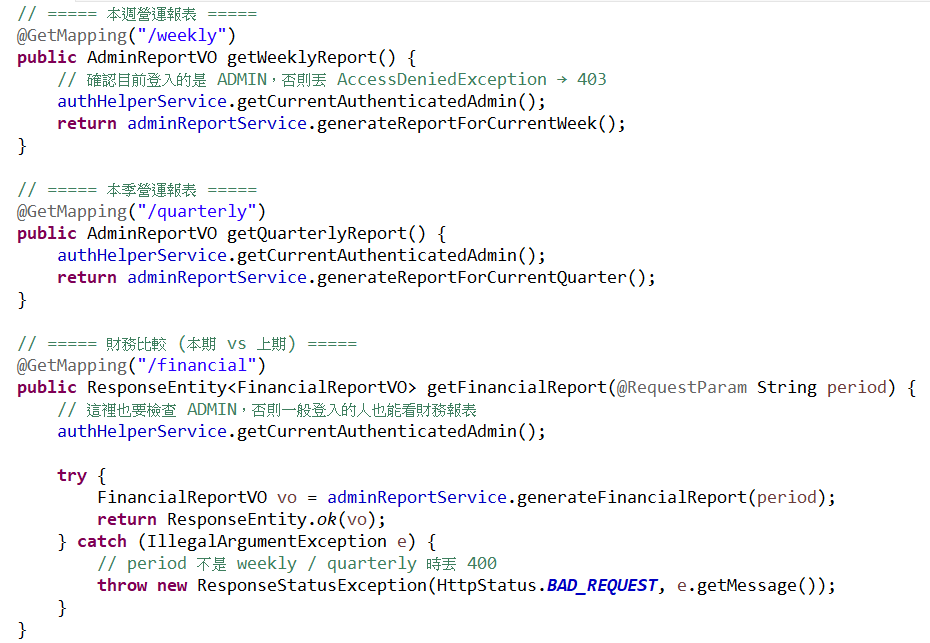 // ===== 本週營運報表 =====
@GetMapping("/weekly")
public AdminReportVO getWeeklyReport() {
    // 確認目前登入的是 ADMIN，否則丟 AccessDeniedException → 403
    authHelperService.getCurrentAuthenticatedAdmin();
    return adminReportService.generateReportForCurrentWeek();
}

// ===== 本季營運報表 =====
@GetMapping("/quarterly")
public AdminReportVO getQuarterlyReport() {
    authHelperService.getCurrentAuthenticatedAdmin();
    return adminReportService.generateReportForCurrentQuarter();
}

// ===== 財務比較 (本期 vs 上期) =====
@GetMapping("/financial")
public ResponseEntity<FinancialReportVO> getFinancialReport(@RequestParam String period) {
    // 這裡也要檢查 ADMIN，否則一般登入的人也能看財務報表
    authHelperService.getCurrentAuthenticatedAdmin();

    try {
        FinancialReportVO vo = adminReportService.generateFinancialReport(period);
        return ResponseEntity.ok(vo);
    } catch (IllegalArgumentException e) {
        // period 不是 weekly / quarterly 時丟 400
        throw new ResponseStatusException(HttpStatus.BAD_REQUEST, e.getMessage());
    }
}